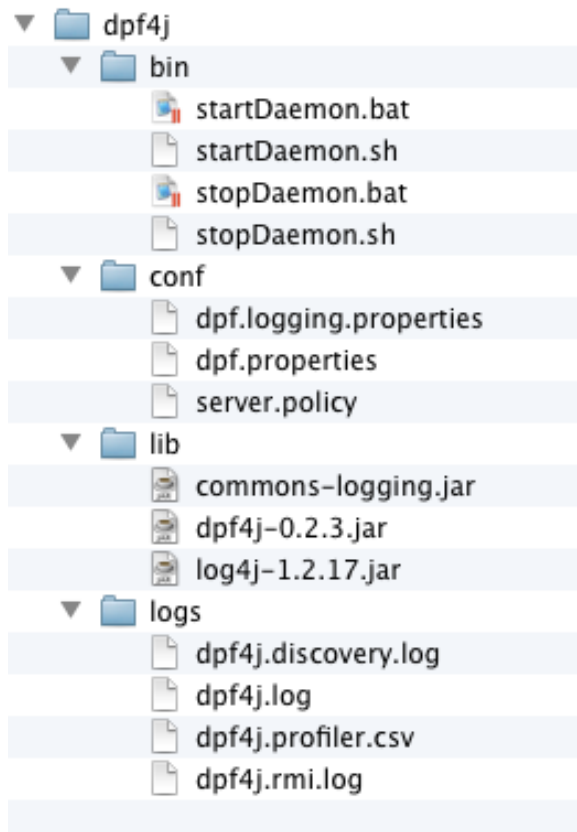 dpf4j
bin
startDaemon.bat
startDaemon.sh
stopDaemon.bat
stopDaemon.sh
conf
dpf.logging.properties
dpf.properties
server.policy
lib
commons-logging.jar
dpf4j-0.2.3.jar
log4j-1.2.17.jar
logs
dpf4j.discovery.log
dpf4j.log
dpf4j.profiler.csv
dpf4j.rmi.log